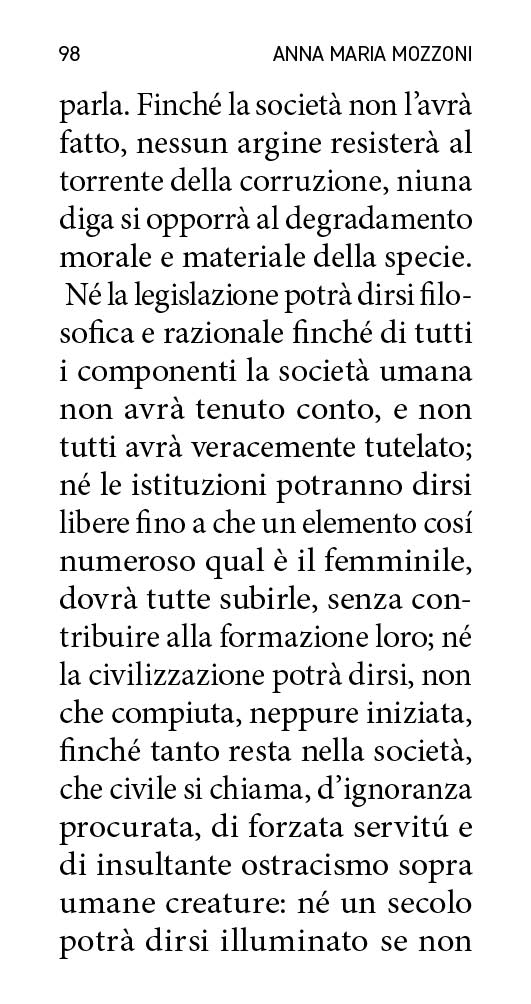 98 ANNA MARIA MOZZONI
parla. Finché la società non l’avrà
fatto, nessun argine resisterà al
torrente della corruzione, niuna
diga si opporrà al degradamento
morale e materiale della specie.
Né la legislazione potrà dirsi filo-
sofica e razionale finché di tutti
i componenti la società umana
non avrà tenuto conto, e non
tutti avrà veracemente tutelato;
né le istituzioni potranno dirsi
libere fino a che un elemento cosí
numeroso qual è il femminile,
dovrà tutte subirle, senza con-
tribuire alla formazione loro; né
la civilizzazione potrà dirsi, non
che compiuta, neppure iniziata,
finché tanto resta nella società,
che civile si chiama, d’ignoranza
procurata, di forzata servitú e
di insultante ostracismo sopra
umane creature: né un secolo
potrà dirsi illuminato se non